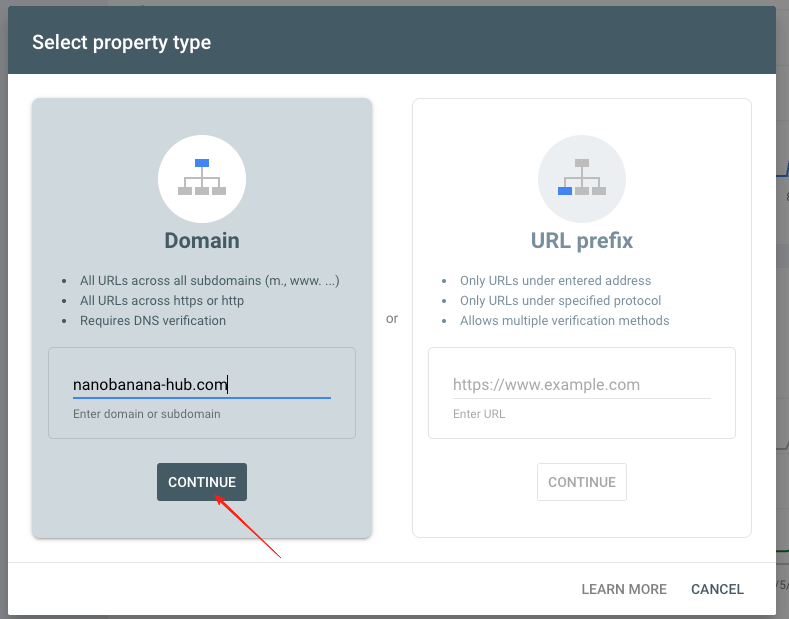 Select property type
Domain
All URLs across all subdomains (m., www. ...)
All URLs across https or http
Requires DNS verification
nanobanana-hub.com
Enter domain or subdomain
CONTINUE
or
URL prefix
Only URLs under entered address
Only URLs under specified protocol
Allows multiple verification methods
https://www.example.com
Enter URL
CONTINUE
LEARN MORE
CANCEL